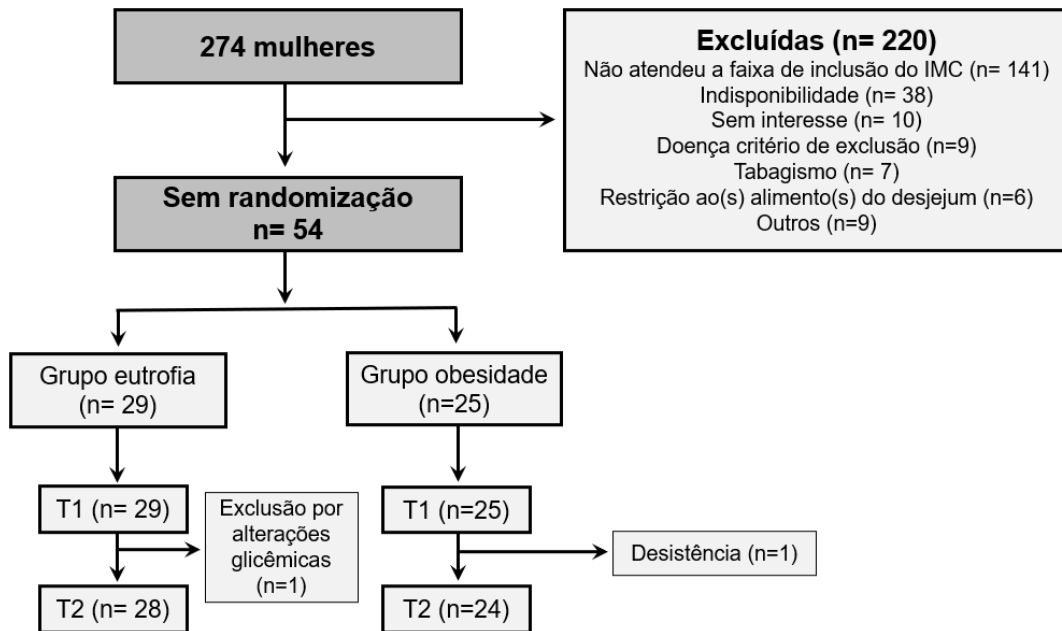 274 mulheres
Excluídas (n= 220)
Não atendeu a faixa de inclusão do IMC (n= 141)
Indisponibilidade (n= 38)
Sem interesse (n= 10)
Doença critério de exclusão (n=9)
Tabagismo (n= 7)
Restrição ao(s) alimento(s) do desjejum (n=6)
Outros (n=9)
Sem randomização
n= 54
Grupo eutrofia
(n= 29)
Grupo obesidade
(n=25)
T1 (n= 29)
Exclusão por
alterações
glicêmicas
(n=1)
T1 (n=25)
Desistência (n=1)
T2 (n= 28)
T2 (n=24)